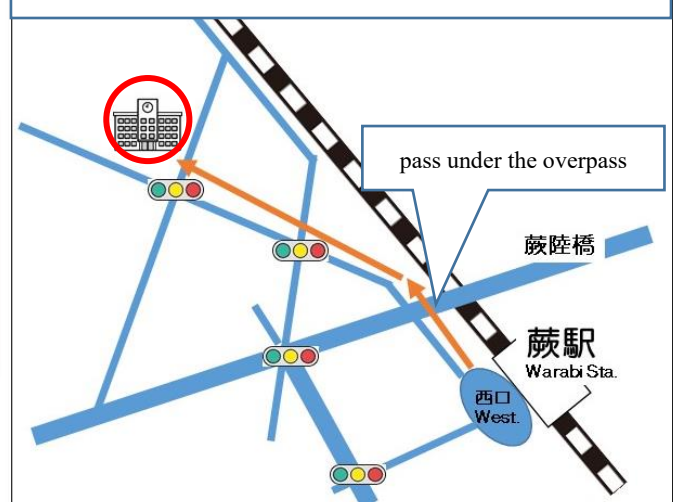 pass under the overpass
蕨陸橋
蕨駅
Warabi Sta.
西口
West.